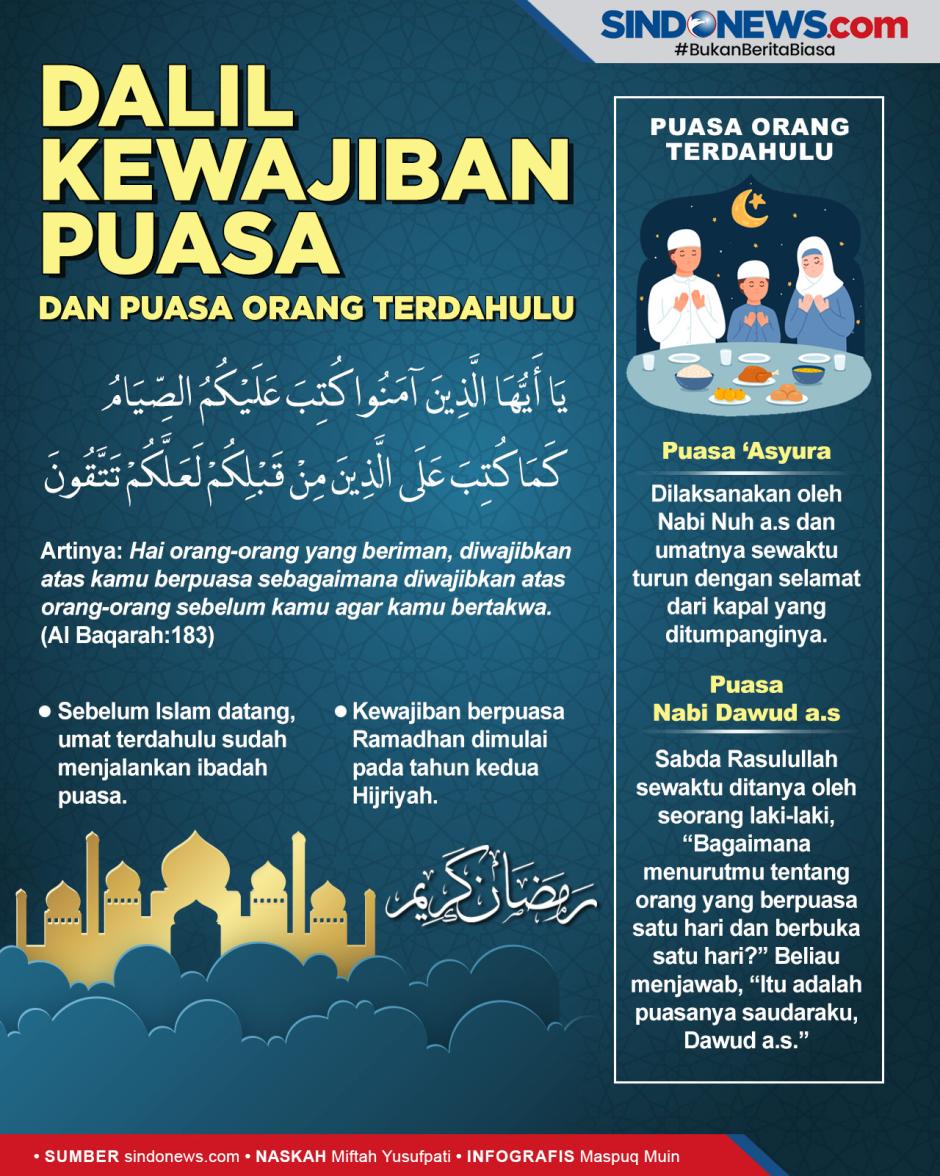 SINDONEWS.com
#BukanBeritaBiasa
DALIL
KEWAJIBAN
PUASA
DAN PUASA ORANG TERDAHULU
يَا أَيُّهَا الَّذِينَ آمَنُوا كُتِبَ عَلَيْكُمُ الصِّيَامُ
كَمَا كُتِبَ عَلَى الَّذِينَ مِنْ قَبْلِكُمْ لَعَلَّكُمْ تَتَّقُونَ
Artinya: Hai orang-orang yang beriman, diwajibkan
atas kamu berpuasa sebagaimana diwajibkan atas
orang-orang sebelum kamu agar kamu bertakwa.
(Al Baqarah:183)
• Sebelum Islam datang,
umat terdahulu sudah
menjalankan ibadah
puasa.
• Kewajiban berpuasa
Ramadhan dimulai
pada tahun kedua
Hijriyah.
رمضان كريم
PUASA ORANG
TERDAHULU
Puasa ‘Asyura
Dilaksanakan oleh
Nabi Nuh a.s dan
umatnya sewaktu
turun dengan selamat
dari kapal yang
ditumpanginya.
Puasa
Nabi Dawud a.s
Sabda Rasulullah
sewaktu ditanya oleh
seorang laki-laki,
“Bagaimana
menurutmu tentang
orang yang berpuasa
satu hari dan berbuka
satu hari?” Beliau
menjawab, “Itu adalah
puasanya saudaraku,
Dawud a.s.”
• SUMBER sindonews.com • NASKAH Miftah Yusufpati • INFOGRAFIS Maspuq Muin